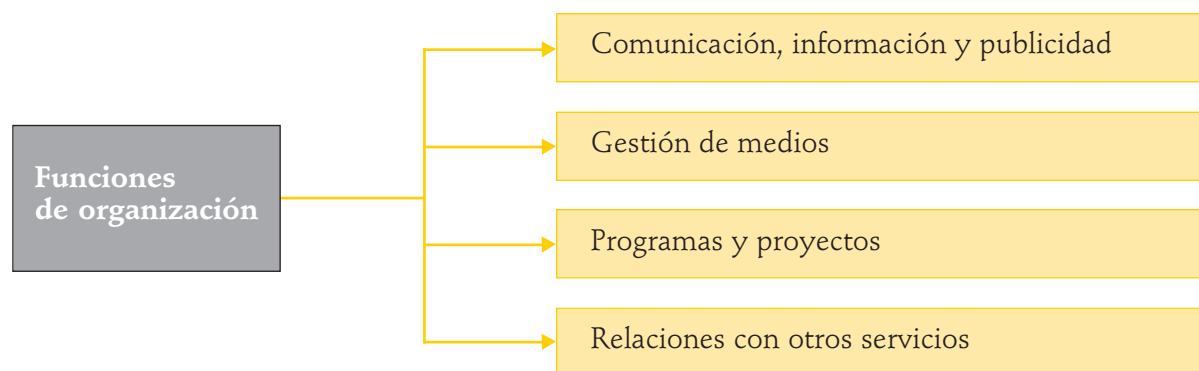 Funciones
de organización
Comunicación, información y publicidad
Gestión de medios
Programas y proyectos
Relaciones con otros servicios